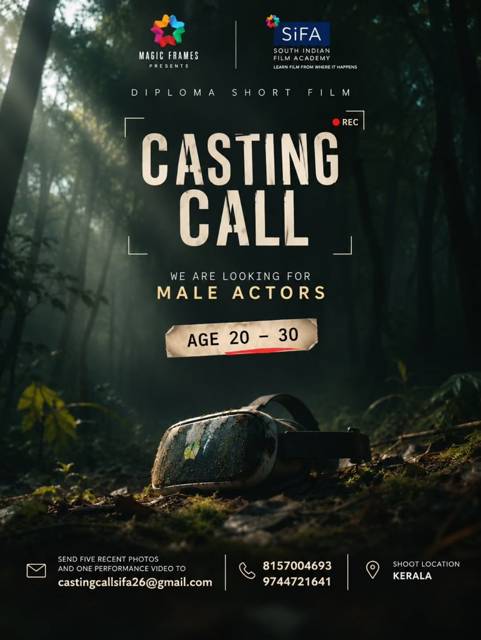 MAGIC FRAMES
PRESENTS
SiFA
SOUTH INDIAN
FILM ACADEMY
LEARN FILM FROM WHERE IT HAPPENS
DIPLOMA SHORT FILM
REC
CASTING
CALL
WE ARE LOOKING FOR
MALE ACTORS
AGE 20 – 30
SEND FIVE RECENT PHOTOS
AND ONE PERFORMANCE VIDEO TO
castingcallsifa26@gmail.com
8157004693
9744721641
SHOOT LOCATION
KERALA